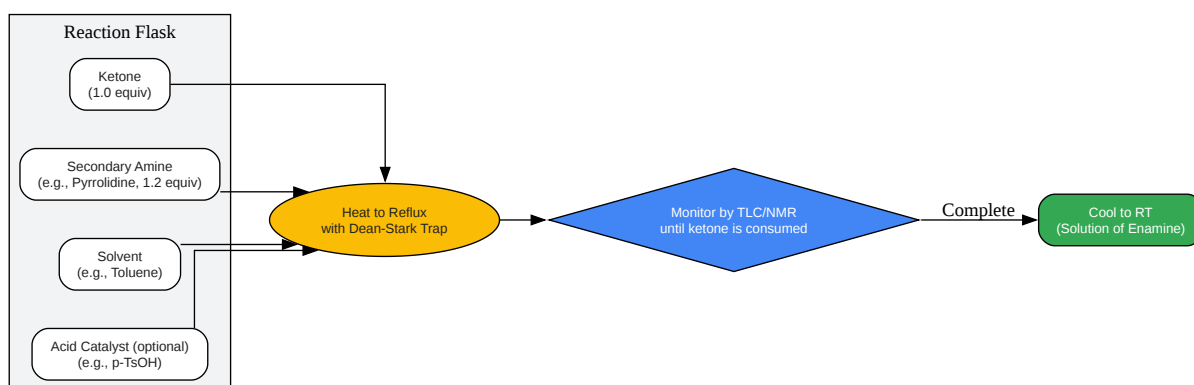 Reaction Flask
Ketone
(1.0 equiv)
Secondary Amine
(e.g., Pyrrolidine, 1.2 equiv)
Solvent
(e.g., Toluene)
Acid Catalyst (optional)
(e.g., p-TsOH)
Heat to Reflux
with Dean-Stark Trap
Monitor by TLC/NMR
until ketone is consumed
Complete
Cool to RT
(Solution of Enamine)